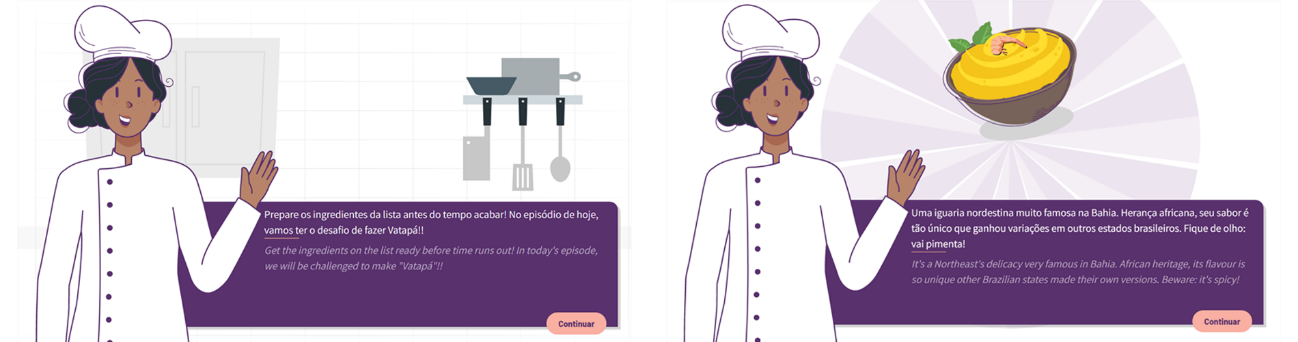 Prepare os ingredientes da lista antes do tempo acabar! No episódio de hoje,
vamos ter o desafio de fazer Vatapá!!
Get the ingredients on the list ready before time runs out! In today's episode,
we will be challenged to make "Vatapá"!!
Continuar
Uma iguaria nordestina muito famosa na Bahia. Herança africana, seu sabor é
tão único que ganhou variações em outros estados brasileiros. Fique de olho:
vai pimenta!
It's a Northeast's delicacy very famous in Bahia. African heritage, its flavour is
so unique other Brazilian states made their own versions. Beware: it's spicy!
Continuar